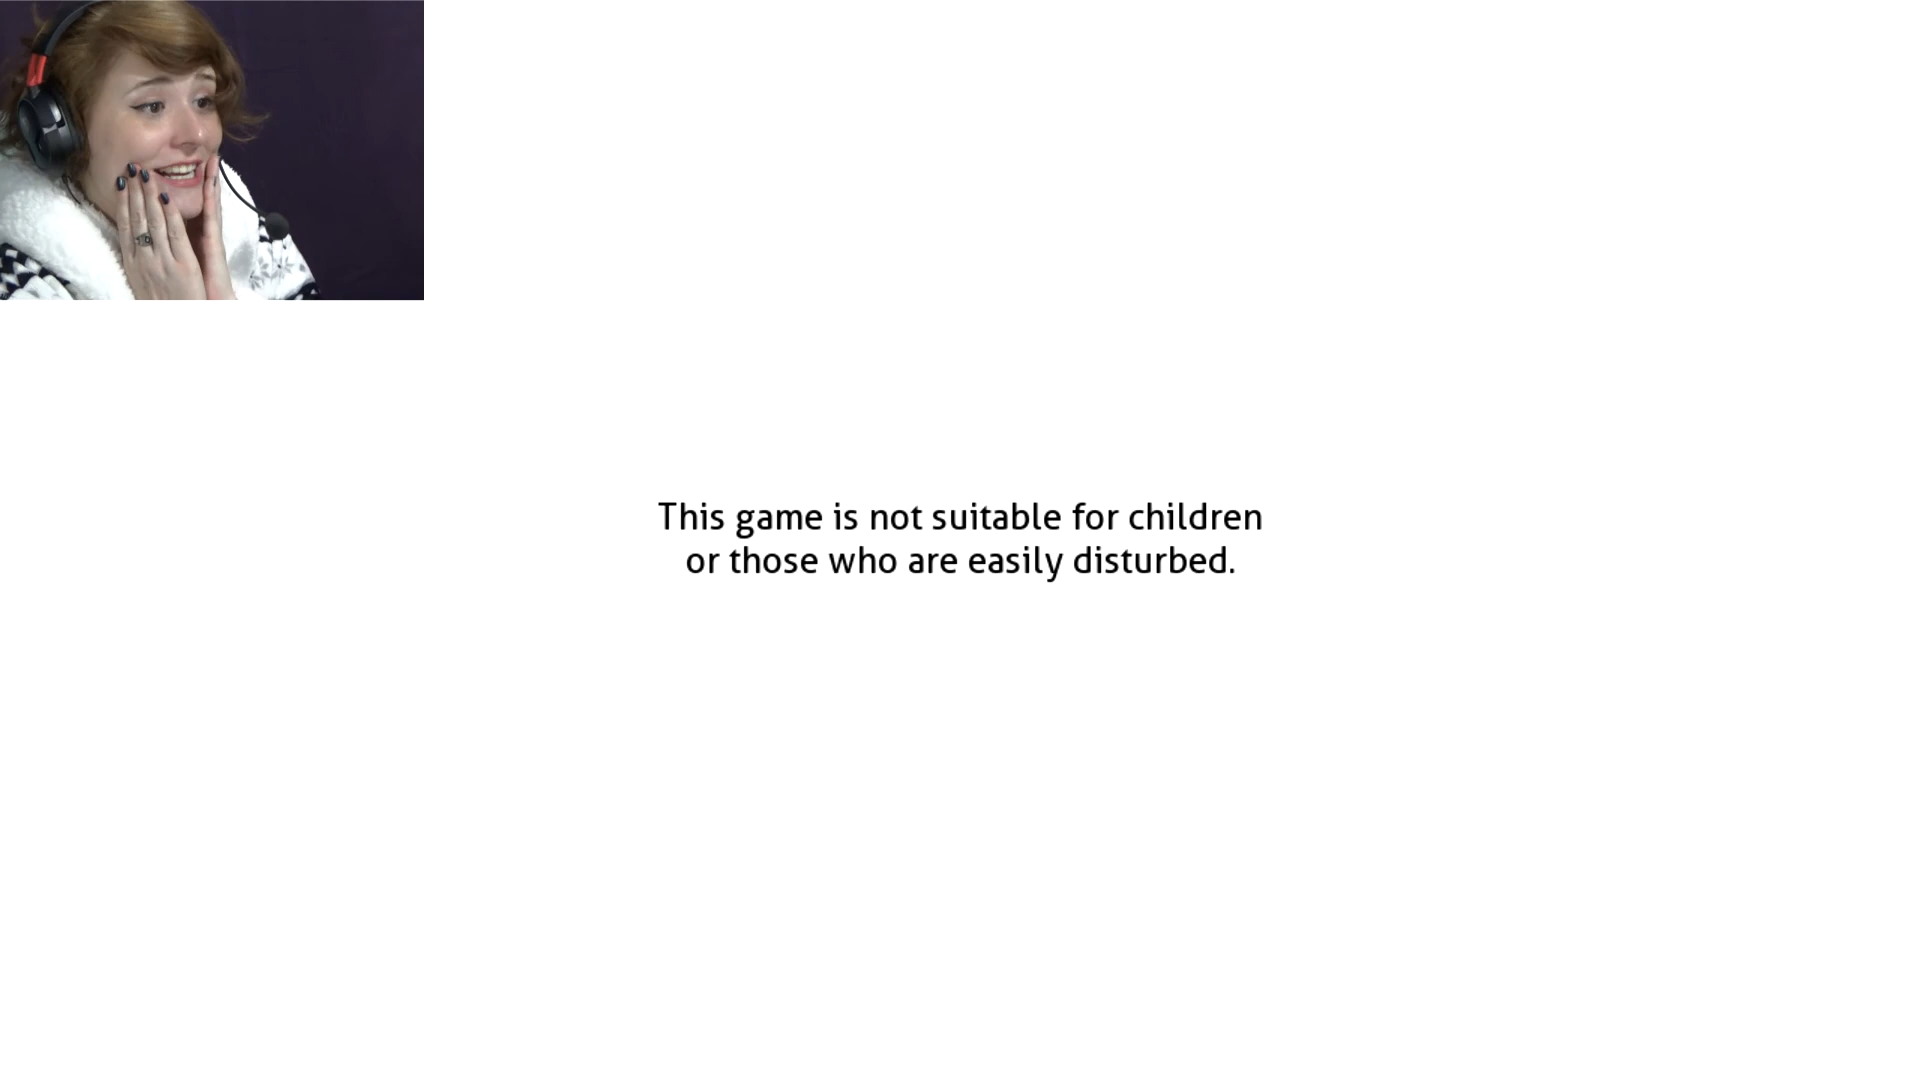 This game is not suitable for children
or those who are easily disturbed.